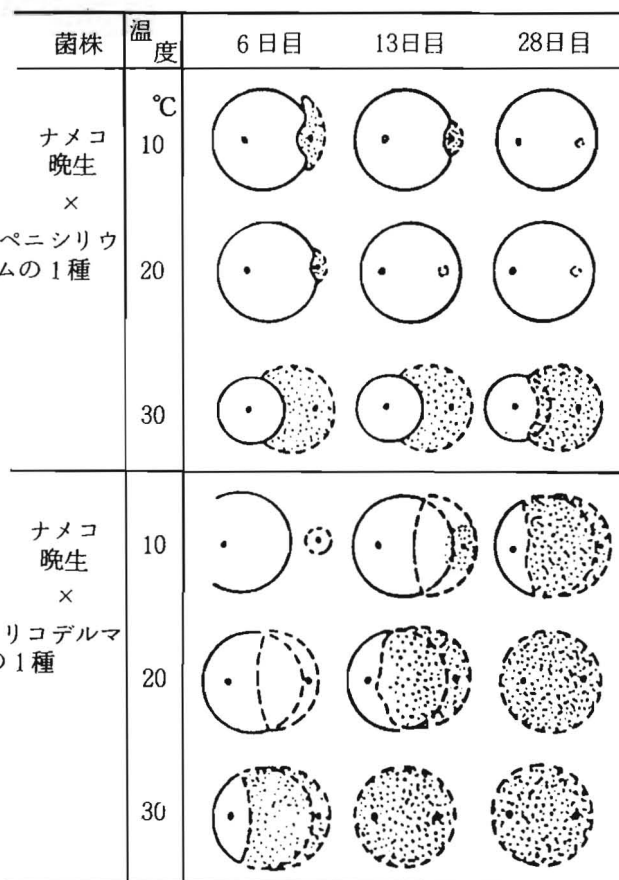 菌株 温度 6日目 13日目 28日目
℃
ナメコ
晩生
×
ペニシリウ
ムの1種
10
20
30
ナメコ
晩生
×
リコデルマ
の1種
10
20
30